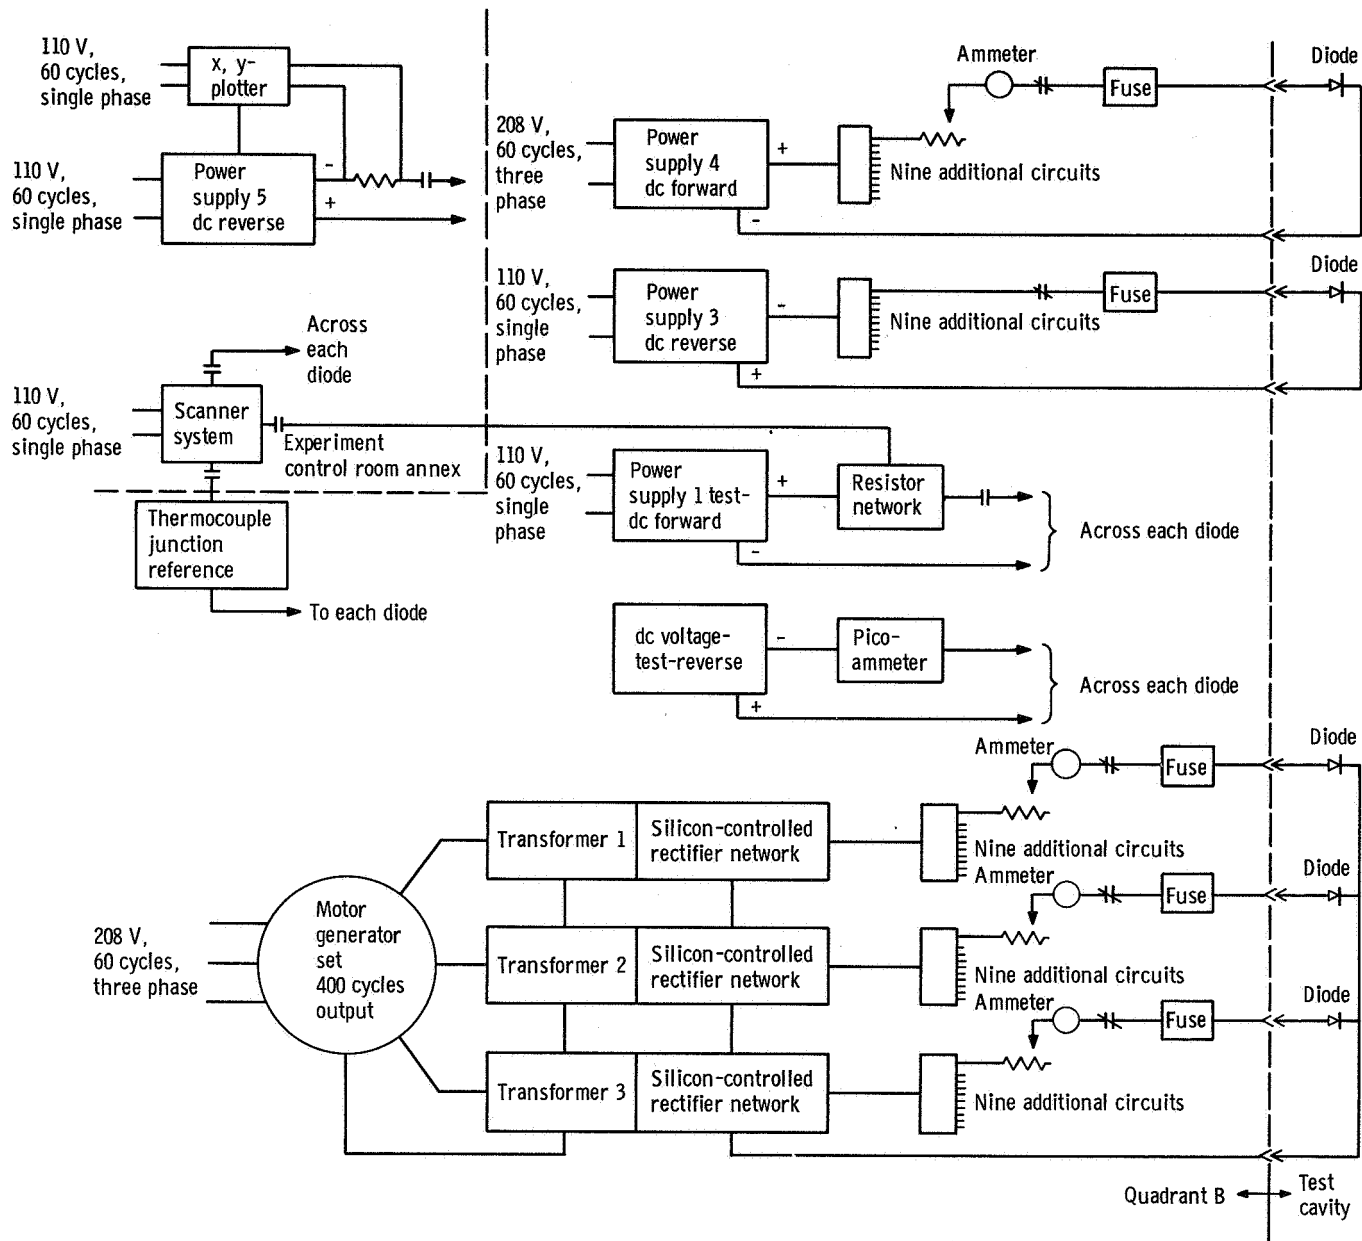 110 V,
60 cycles,
single phase
x, y-
plotter
110 V,
60 cycles,
single phase
Power
supply 5
dc reverse
-
+
Across
each
diode
110 V,
60 cycles,
single phase
Scanner
system
Experiment
control room annex
Thermocouple
junction
reference
To each diode
208 V,
60 cycles,
three
phase
Power
supply 4
dc forward
+
-
Ammeter
Fuse
Diode
Nine additional circuits
110 V,
60 cycles,
single
phase
Power
supply 3
dc reverse
-
+
Fuse
Diode
Nine additional circuits
110 V,
60 cycles,
single
phase
Power
supply 1 test-
dc forward
+
-
Resistor
network
Across each diode
dc voltage-
test-reverse
-
+
Pico-
ammeter
Across each diode
208 V,
60 cycles,
three phase
Motor
generator
set
400 cycles
output
Transformer 1
Silicon-controlled
rectifier network
Ammeter
Fuse
Diode
Nine additional circuits
Transformer 2
Silicon-controlled
rectifier network
Ammeter
Fuse
Diode
Nine additional circuits
Transformer 3
Silicon-controlled
rectifier network
Ammeter
Fuse
Diode
Nine additional circuits
Quadrant B
Test
cavity